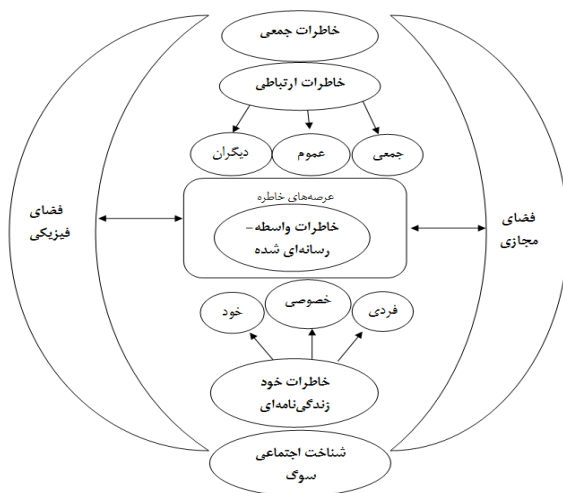 خاطرات جمعی
خاطرات ارتباطی
جمعی
عموم
دیگران
عرصه‌های خاطره
خاطرات واسطه-
رسانه‌ای شده
فضای
مجازی
فضای
فیزیکی
فردی
خصوصی
خود
خاطرات خود
زندگی‌نامه‌ای
شناخت اجتماعی
سوگ